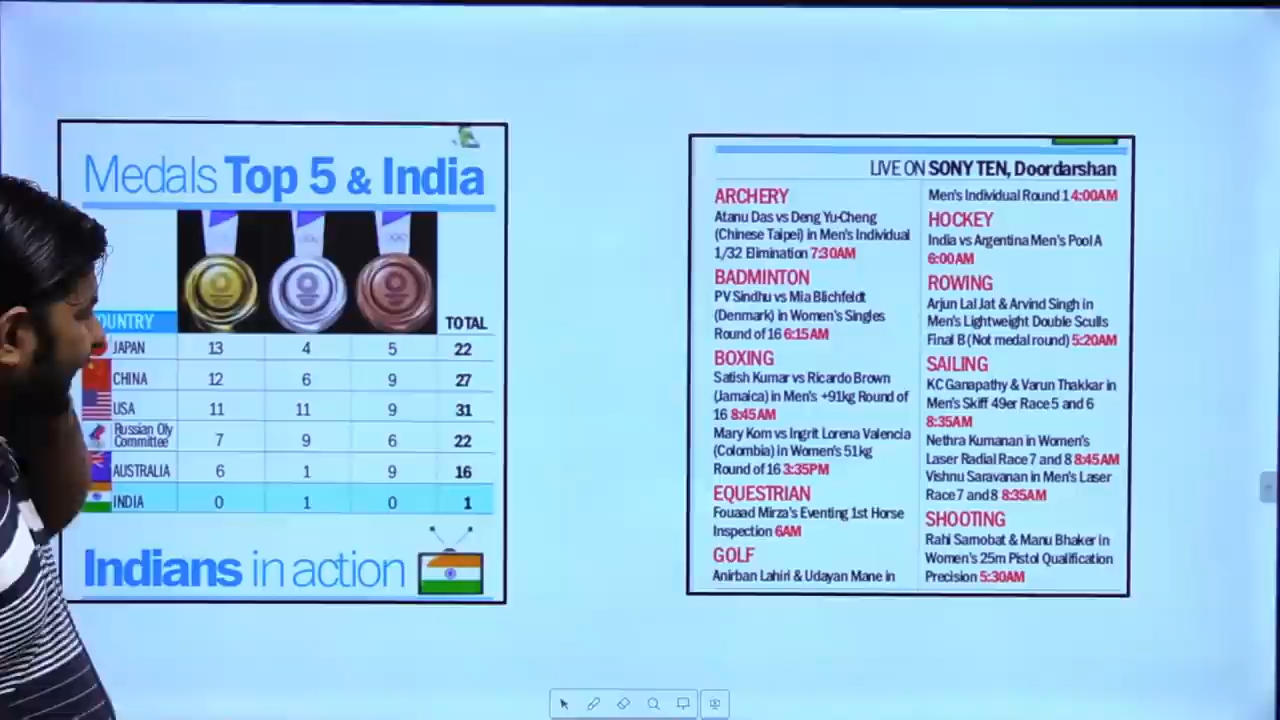 Medals Top 5 & India
OUNTRY
TOTAL
JAPAN 13 4 5 22
CHINA 12 6 9 27
USA 11 11 9 31
Russian Oly
Committee 7 9 6 22
AUSTRALIA 6 1 9 16
INDIA 0 1 0 1
Indians in action
LIVE ON SONY TEN, Doordarshan
ARCHERY
Atanu Das vs Deng Yu-Cheng
(Chinese Taipei) in Men's Individual
1/32 Elimination 7:30AM
BADMINTON
PV Sindhu vs Mia Blichfeldt
(Denmark) in Women's Singles
Round of 16 6:15AM
BOXING
Satish Kumar vs Ricardo Brown
(Jamaica) in Men's +91kg Round of
16 8:45AM
Mary Kom vs Ingrit Lorena Valencia
(Colombia) in Women's 51kg
Round of 16 3:35PM
EQUESTRIAN
Fouaad Mirza's Eventing 1st Horse
Inspection 6AM
GOLF
Anirban Lahiri & Udayan Mane in
Men's Individual Round 1 4:00AM
HOCKEY
India vs Argentina Men's Pool A
6:00AM
ROWING
Arjun Lal Jat & Arvind Singh in
Men's Lightweight Double Sculls
Final B (Not medal round) 5:20AM
SAILING
KC Ganapathy & Varun Thakkar in
Men's Skiff 49er Race 5 and 6
8:35AM
Nethra Kumanan in Women's
Laser Radial Race 7 and 8 8:45AM
Vishnu Saravanan in Men's Laser
Race 7 and 8 8:35AM
SHOOTING
Rahi Sarnobat & Manu Bhaker in
Women's 25m Pistol Qualification
Precision 5:30AM